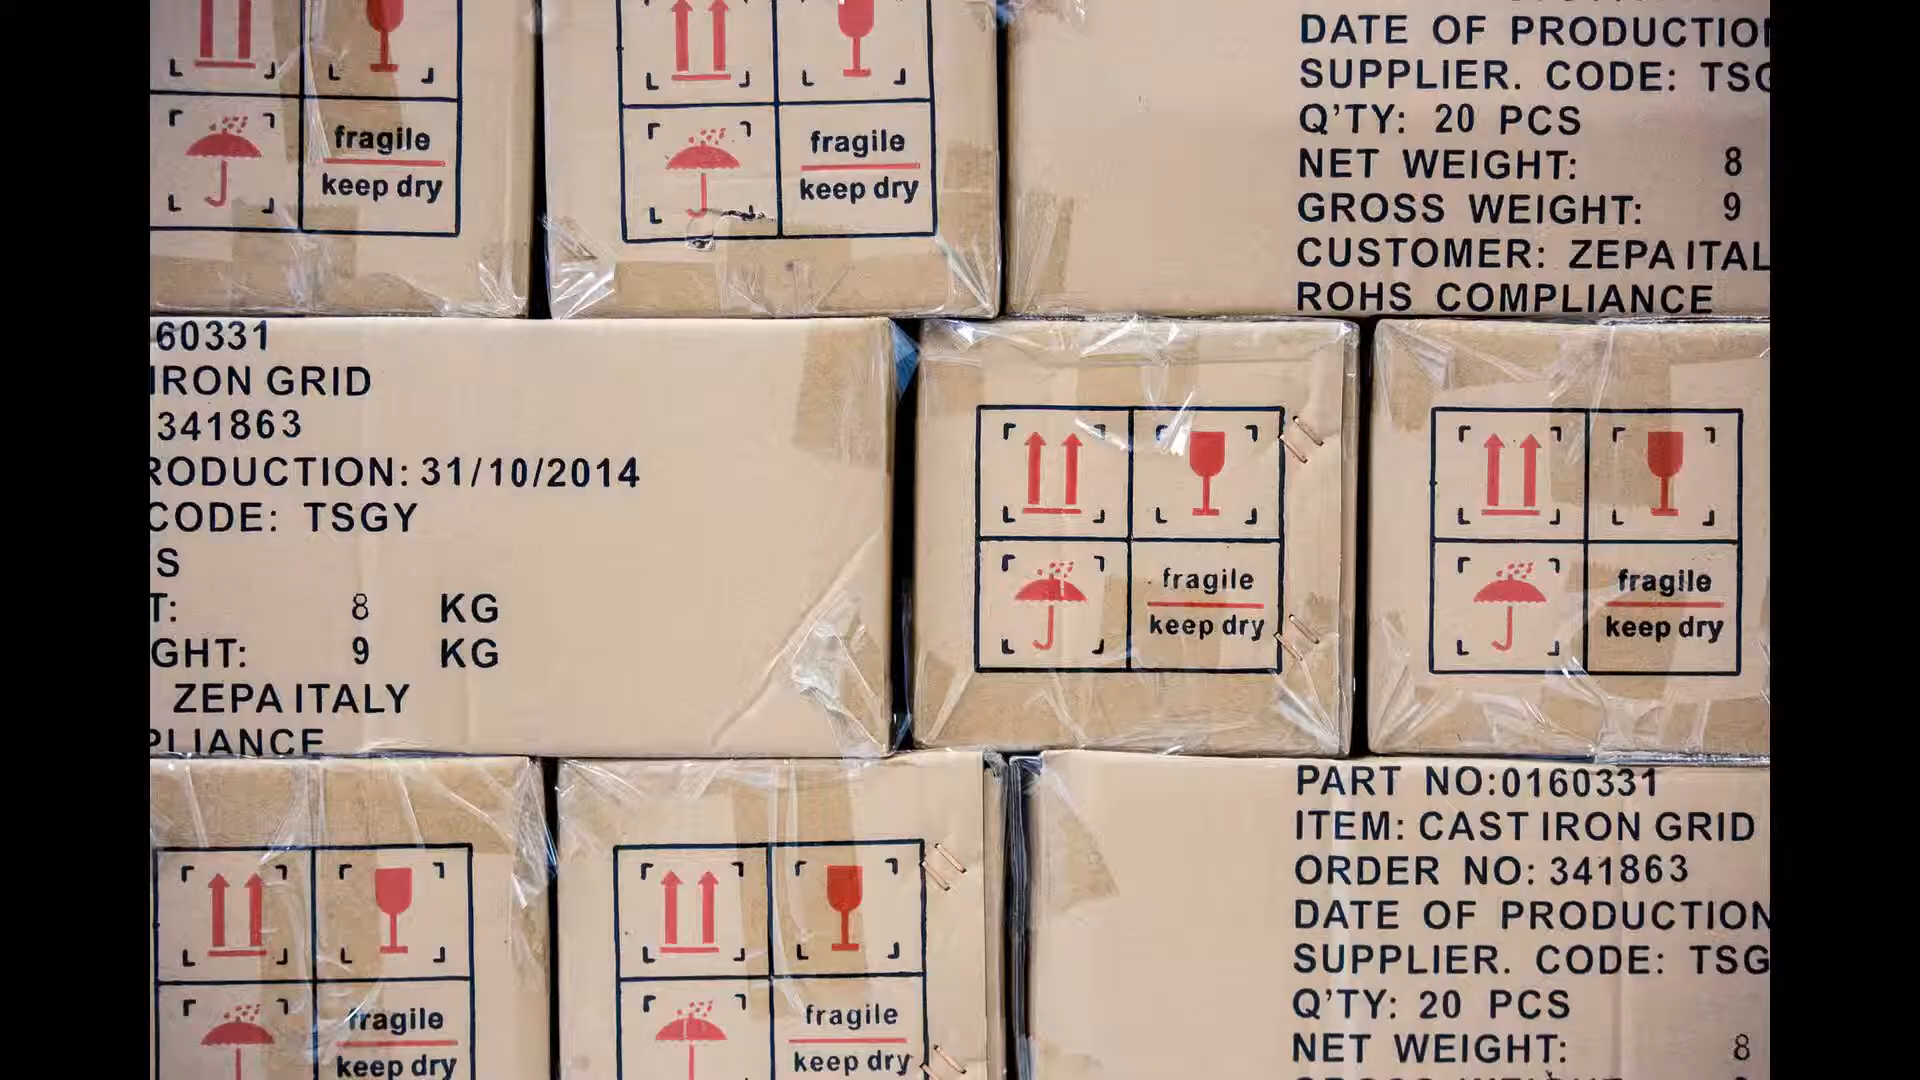 fragile
keep dry
fragile
keep dry
DATE OF PRODUCTIO
SUPPLIER. CODE: TSG
Q'TY: 20 PCS
NET WEIGHT: 8
GROSS WEIGHT: 9
CUSTOMER: ZEPA ITAL
ROHS COMPLIANCE
60331
IRON GRID
341863
RODUCTION: 31/10/2014
CODE: TSGY
S
T: 8 KG
GHT: 9 KG
ZEPA ITALY
PLIANCE
fragile
keep dry
fragile
keep dry
fragile
keep dry
fragile
keep dry
PART NO:0160331
ITEM: CAST IRON GRID
ORDER NO: 341863
DATE OF PRODUCTION
SUPPLIER. CODE: TSG
Q'TY: 20 PCS
NET WEIGHT: 8